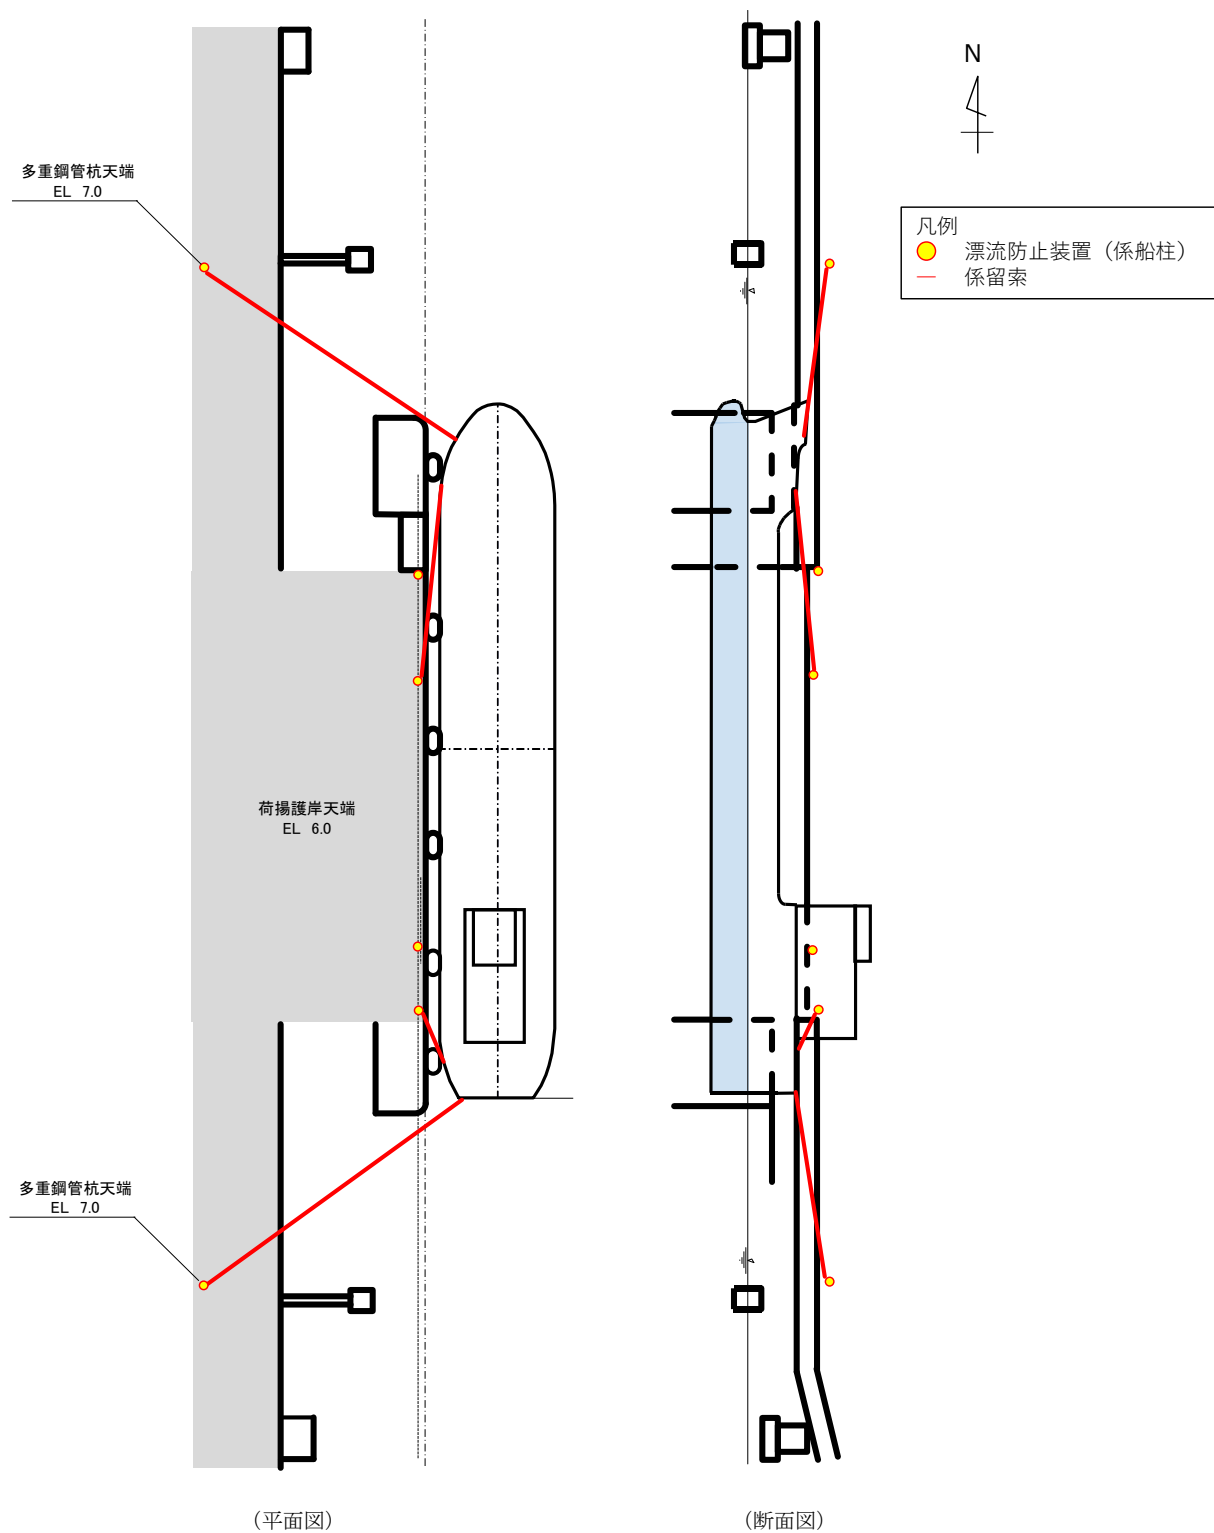 N
多重鋼管杭天端
EL 7.0
凡例
漂流防止装置（係船柱）
係留索
荷揚護岸天端
EL 6.0
多重鋼管杭天端
EL 7.0
（平面図）
（断面図）